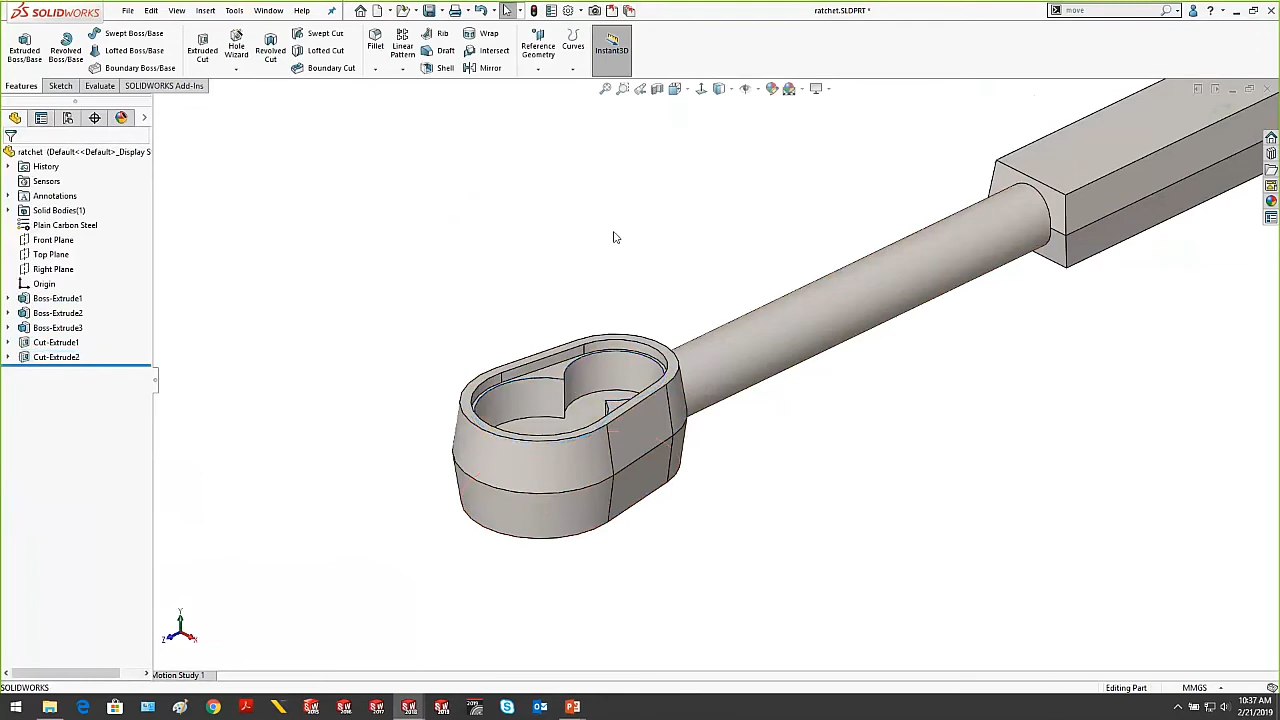 SOLIDWORKS File Edit View Insert Tools Window Help ratchet.SLDPRT * move
Extruded Boss/Base
Revolved Boss/Base
Swept Boss/Base
Lofted Boss/Base
Boundary Boss/Base
Extruded Cut
Hole Wizard
Revolved Cut
Swept Cut
Lofted Cut
Boundary Cut
Fillet
Linear Pattern
Rib
Draft
Shell
Wrap
Intersect
Mirror
Reference Geometry
Curves
Instant3D
Features Sketch Evaluate SOLIDWORKS Add-Ins
ratchet (Default<<Default>_Display S
History
Sensors
Annotations
Solid Bodies(1)
Plain Carbon Steel
Front Plane
Top Plane
Right Plane
Origin
Boss-Extrude1
Boss-Extrude2
Boss-Extrude3
Cut-Extrude1
Cut-Extrude2
Y
Z X
Motion Study 1
SOLIDWORKS Editing Part MMGS
10:37 AM
2/21/2019